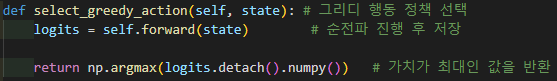 def select_greedy_action(self, state): # 그리디 행동 정책 선택
logits = self.forward(state) # 순전파 진행 후 저장
return np.argmax(logits.detach().numpy()) # 가치가 최대인 값을 반환